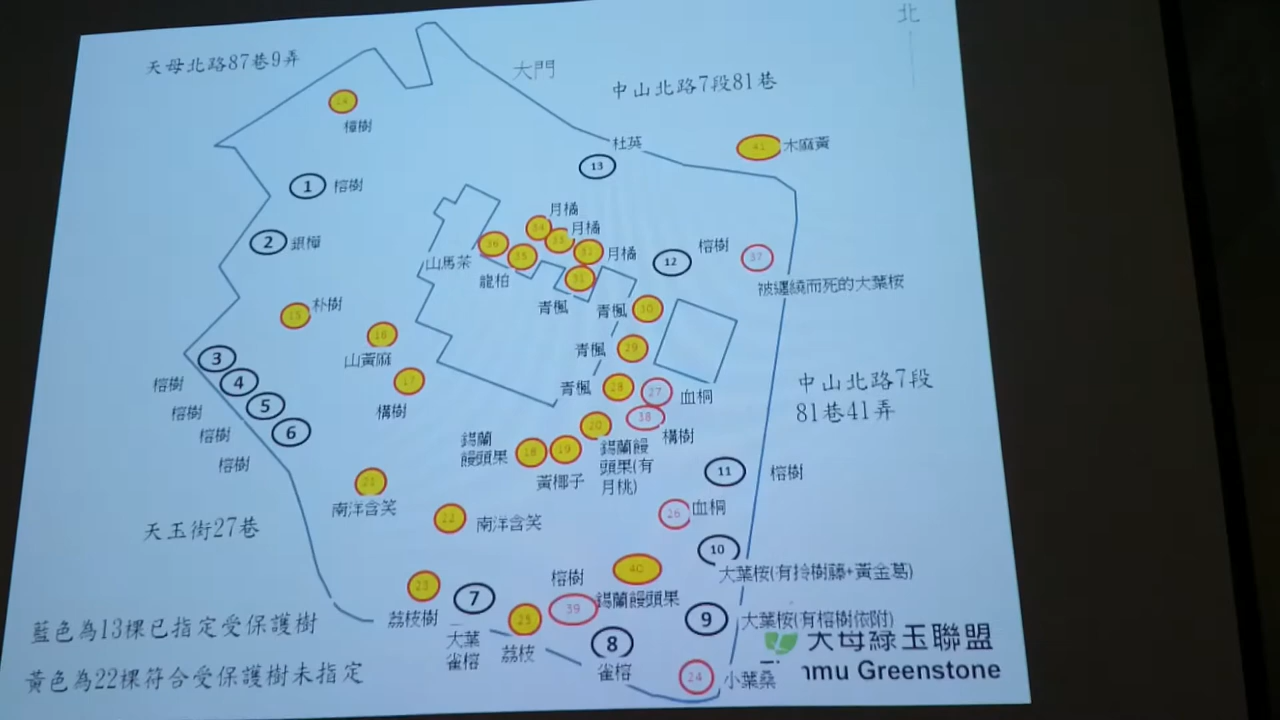 北
天母北路87巷9弄
大門
中山北路7段81巷
14
樟樹
杜英
13
41
木麻黃
1
榕樹
2
銀樺
月橘
34
月橘
33
月橘
36
35
山馬茶
龍柏
31
青楓
榕樹
12
37
被纏繞而死的大葉桉
15
朴樹
16
山黃麻
17
構樹
青楓
30
青楓
29
青楓
28
27
血桐
38
構樹
3
4
5
6
榕樹
榕樹
榕樹
榕樹
中山北路7段
81巷41弄
錫蘭
饅頭果
18
19
20
黃椰子
錫蘭饅
頭果(有
月桃)
11
榕樹
21
南洋含笑
22
南洋含笑
26
血桐
天玉街27巷
10
大葉桉(有拎樹藤+黃金葛)
40
錫蘭饅頭果
23
荔枝樹
7
大葉
雀榕
榕樹
39
25
荔枝
8
雀榕
9
大葉桉(有榕樹依附)
24
小葉桑
藍色為13棵已指定受保護樹
黃色為22棵符合受保護樹未指定
天母綠玉聯盟
mu Greenstone